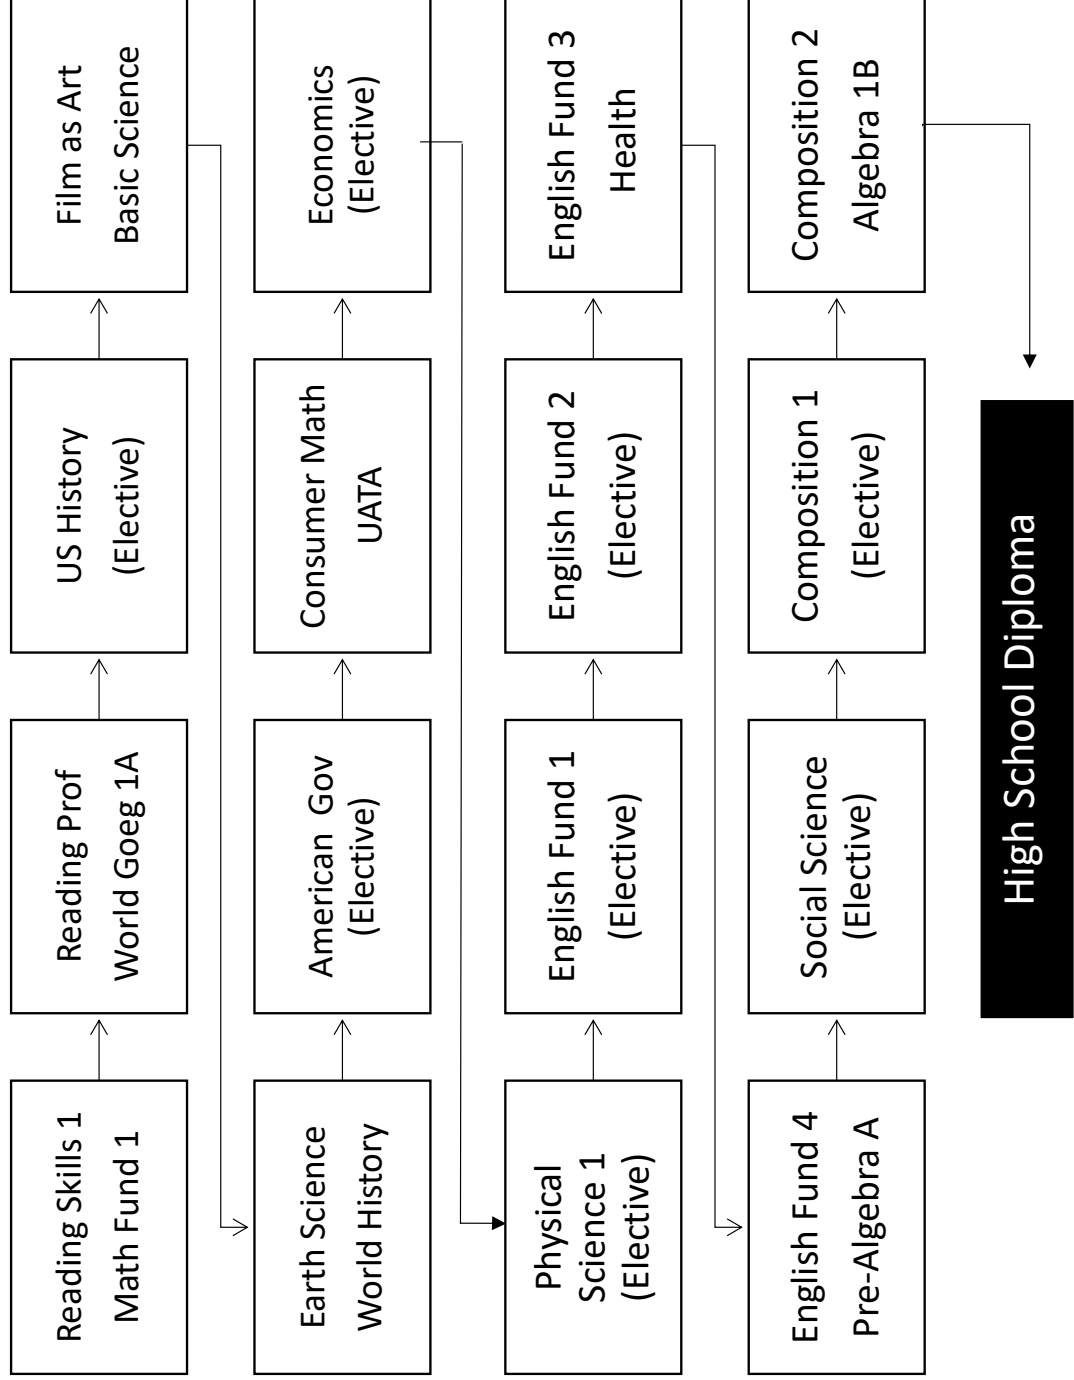 Reading Skills 1
Math Fund 1
Reading Prof
World Goeg 1A
US History
(Elective)
Film as Art
Basic Science
Earth Science
World History
American  Gov
(Elective)
Consumer Math
UATA
Economics
(Elective)
Physical
Science 1
(Elective)
English Fund 1
(Elective)
English Fund 2
(Elective)
English Fund 3
Health
English Fund 4
Pre-Algebra A
Social Science
(Elective)
Composition 1
(Elective)
Composition 2
Algebra 1B
High School Diploma